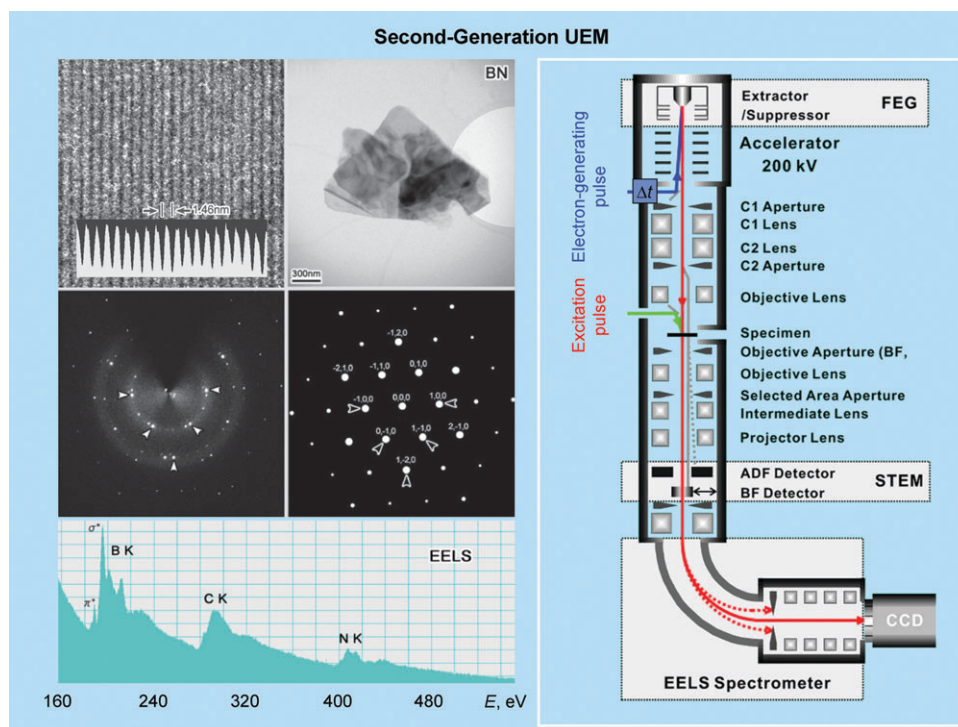 Second-Generation UEM
1.46nm
BN
300nm
-1,2,0
-2,1,0
-1,1,0
0,1,0
-1,0,0
0,0,0
1,0,0
0,-1,0
1,-1,0
2,-1,0
1,-2,0
σ*
π*
B K
C K
N K
EELS
160
240
320
400
480
E, eV
Electron-generating
pulse
Δt
Excitation
pulse
Extractor
/Suppressor
FEG
Accelerator
200 kV
C1 Aperture
C1 Lens
C2 Lens
C2 Aperture
Objective Lens
Specimen
Objective Aperture (BF,
Objective Lens
Selected Area Aperture
Intermediate Lens
Projector Lens
ADF Detector
BF Detector
STEM
CCD
EELS Spectrometer